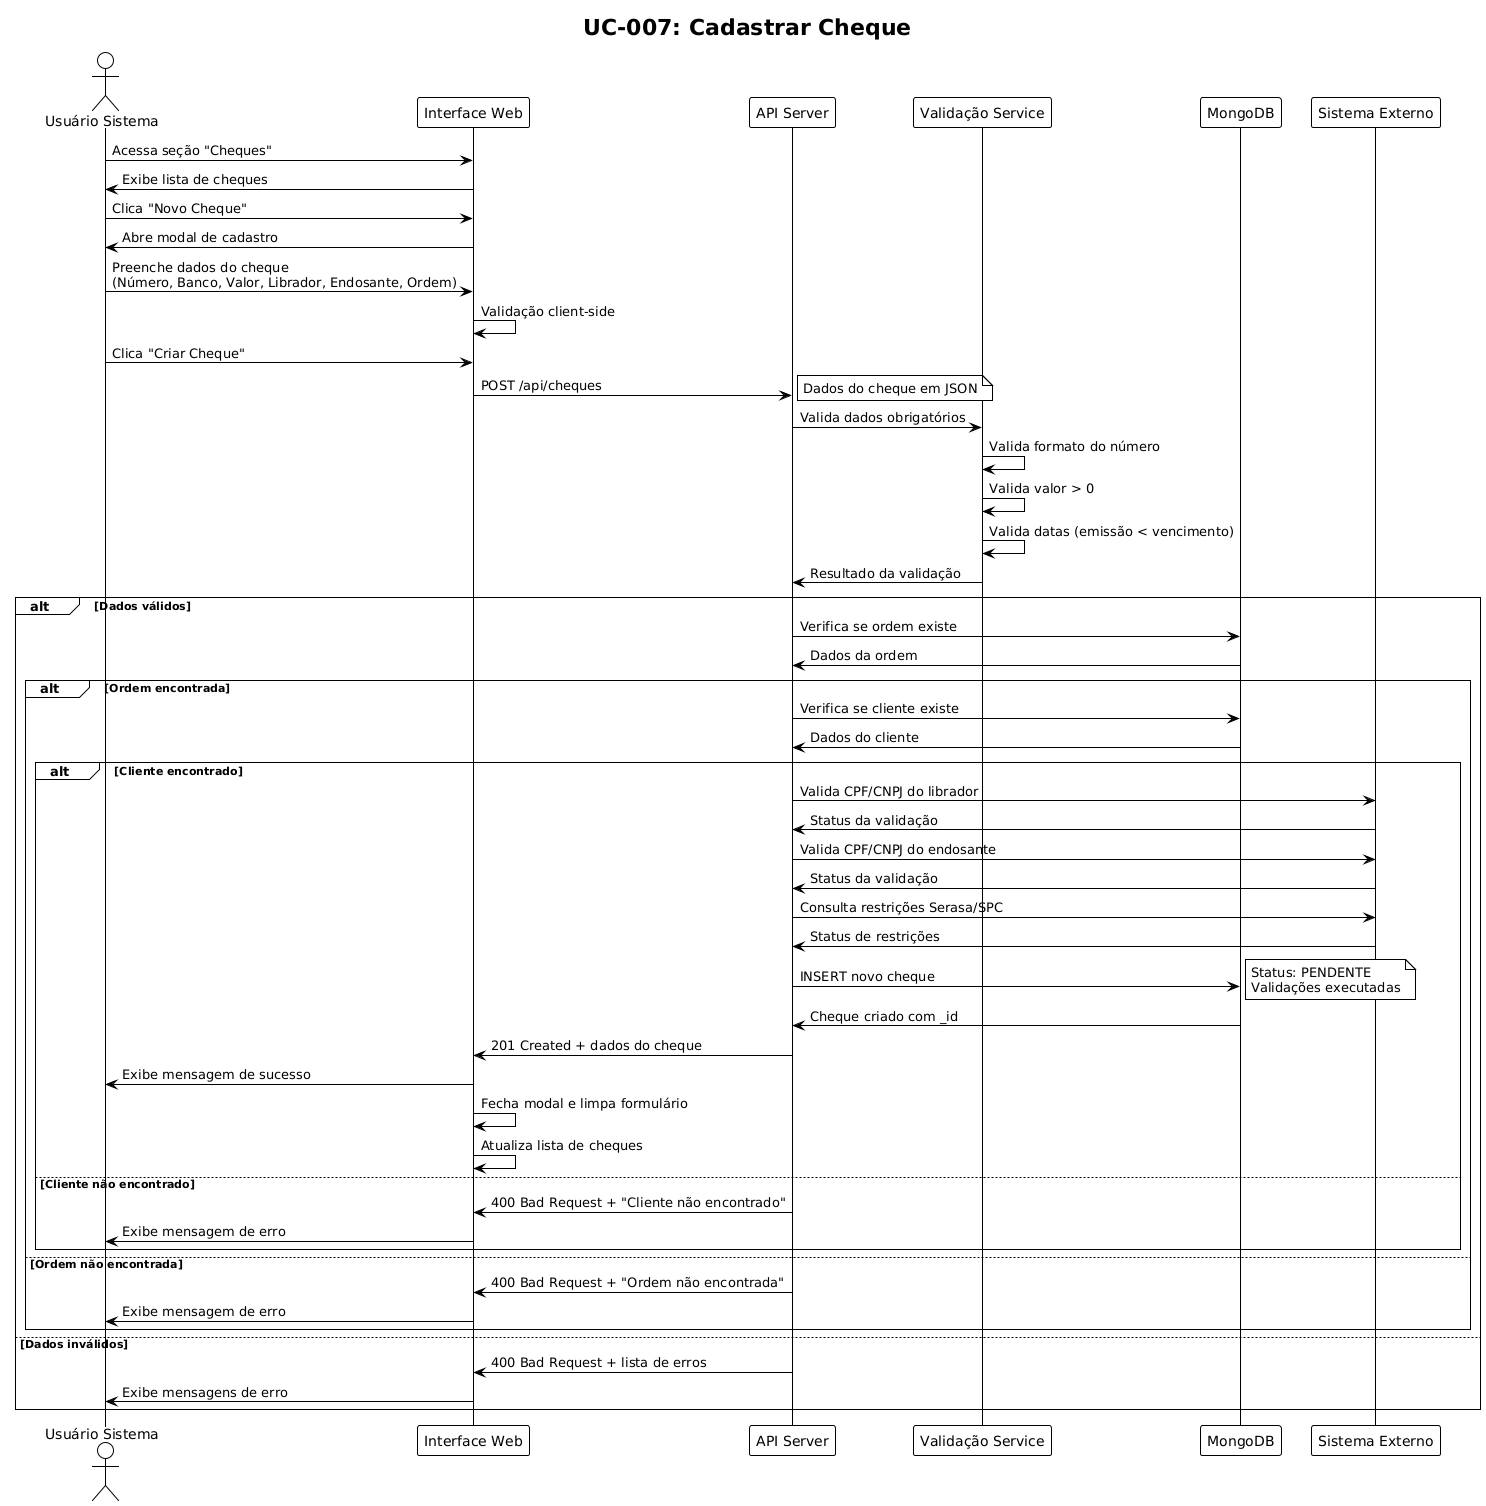 UC-007: Cadastrar Cheque
Usuário Sistema
Interface Web
API Server
Validação Service
MongoDB
Sistema Externo
Acessa seção "Cheques"
Exibe lista de cheques
Clica "Novo Cheque"
Abre modal de cadastro
Preenche dados do cheque
(Número, Banco, Valor, Librador, Endosante, Ordem)
Validação client-side
Clica "Criar Cheque"
POST /api/cheques
Dados do cheque em JSON
Valida dados obrigatórios
Valida formato do número
Valida valor > 0
Valida datas (emissão < vencimento)
Resultado da validação
alt [Dados válidos]
Verifica se ordem existe
Dados da ordem
alt [Ordem encontrada]
Verifica se cliente existe
Dados do cliente
alt [Cliente encontrado]
Valida CPF/CNPJ do librador
Status da validação
Valida CPF/CNPJ do endosante
Status da validação
Consulta restrições Serasa/SPC
Status de restrições
INSERT novo cheque
Status: PENDENTE
Validações executadas
Cheque criado com _id
201 Created + dados do cheque
Exibe mensagem de sucesso
Fecha modal e limpa formulário
Atualiza lista de cheques
[Cliente não encontrado]
400 Bad Request + "Cliente não encontrado"
Exibe mensagem de erro
[Ordem não encontrada]
400 Bad Request + "Ordem não encontrada"
Exibe mensagem de erro
[Dados inválidos]
400 Bad Request + lista de erros
Exibe mensagens de erro
Usuário Sistema
Interface Web
API Server
Validação Service
MongoDB
Sistema Externo